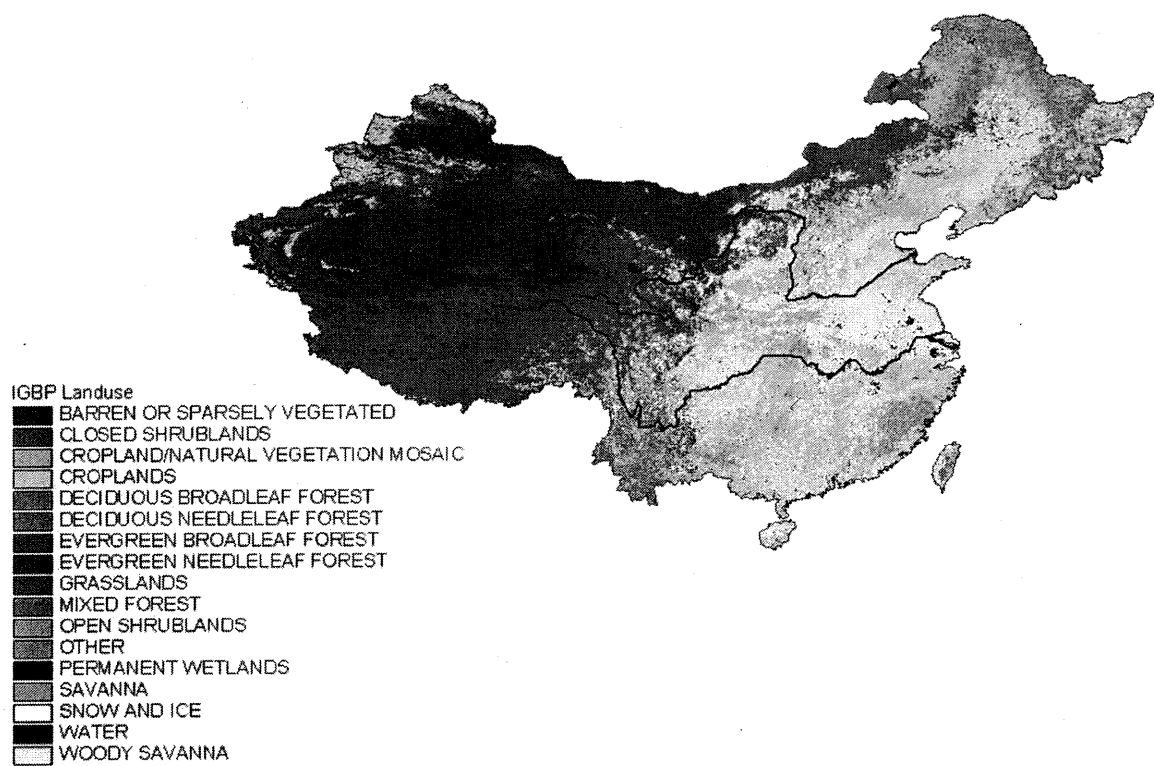 IGBP Landuse
BARREN OR SPARSELY VEGETATED
CLOSED SHRUBLANDS
CROPLAND/NATURAL VEGETATION MOSAIC
CROPLANDS
DECIDUOUS BROADLEAF FOREST
DECIDUOUS NEEDLELEAF FOREST
EVERGREEN BROADLEAF FOREST
EVERGREEN NEEDLELEAF FOREST
GRASSLANDS
MIXED FOREST
OPEN SHRUBLANDS
OTHER
PERMANENT WETLANDS
SAVANNA
SNOW AND ICE
WATER
WOODY SAVANNA